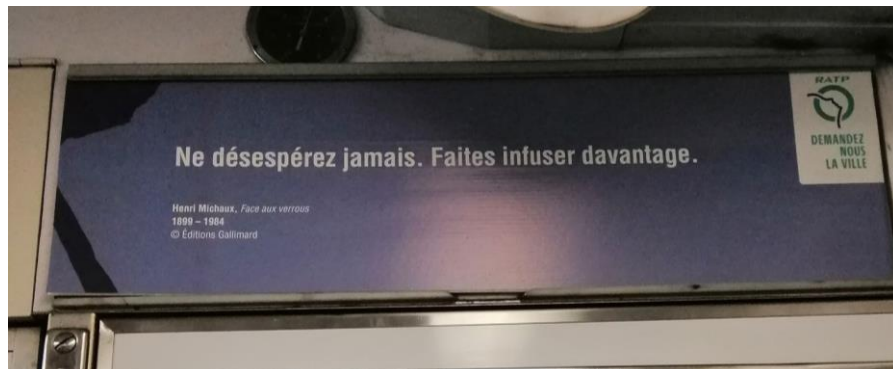 RATP
DEMANDEZ
NOUS
LA VILLE
Ne désespérez jamais. Faites infuser davantage.
Henri Michaux, Face aux verrous
1899 – 1984
© Éditions Gallimard